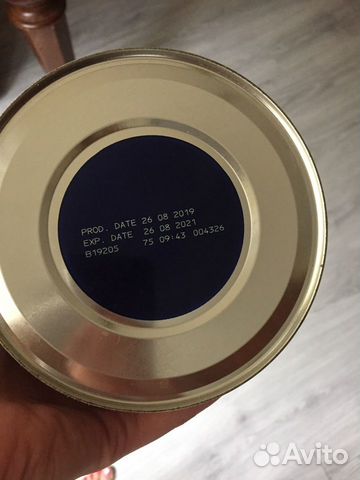 PROD. DATE 26 08 2019
EXP. DATE 26 08 2021
B19205 75 09:43 004326
Avito